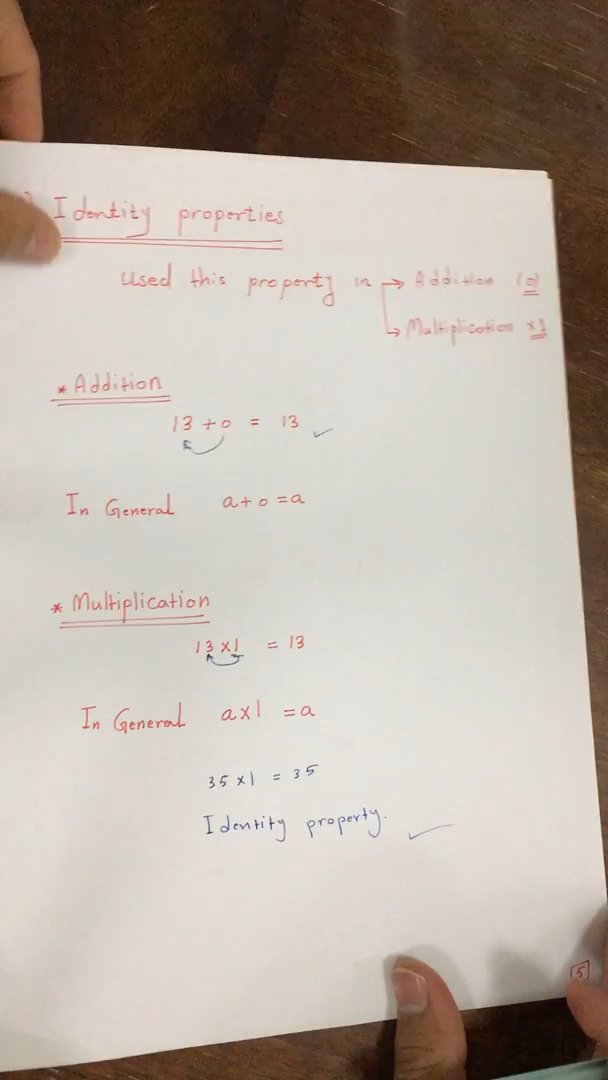 Identity properties
Used this property in → Addition (0)
↳ Multiplication x1
* Addition
13 + 0 = 13 ✓
In General a + 0 = a
* Multiplication
13 x 1 = 13
In General a x 1 = a
35 x 1 = 35
Identity property. ✓
5